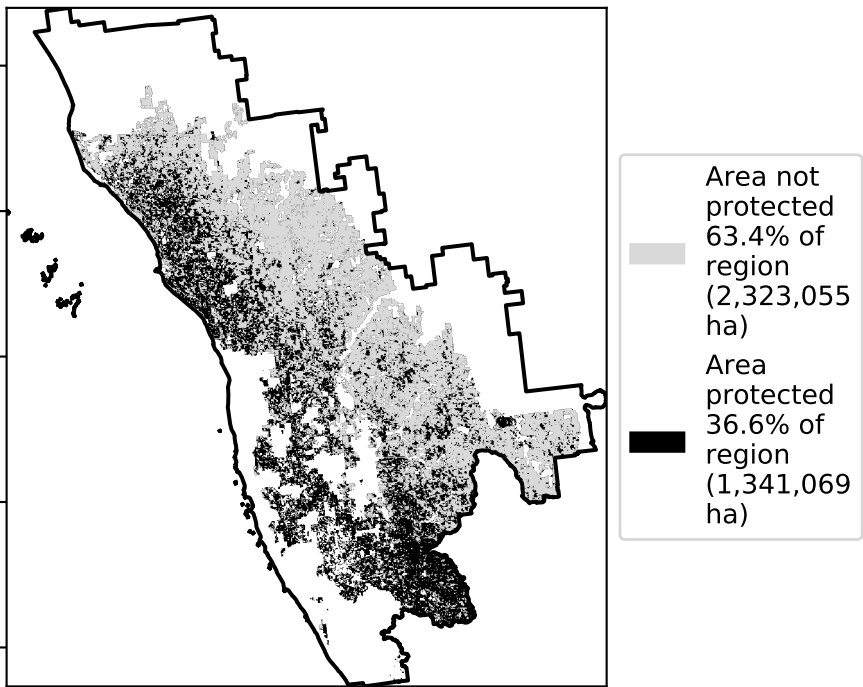 Area not
protected
63.4% of
region
(2,323,055
ha)
Area
protected
36.6% of
region
(1,341,069
ha)